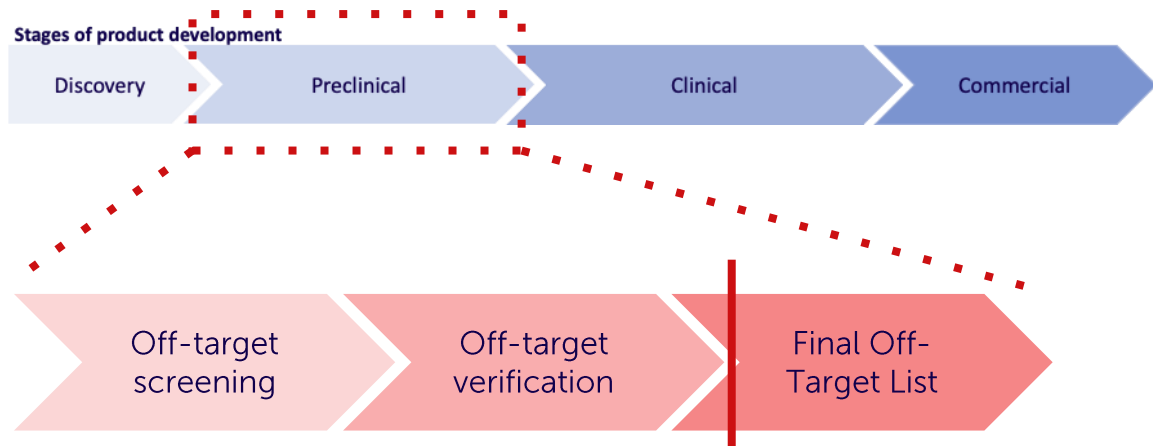 Stages of product development
Discovery
Preclinical
Clinical
Commercial
Off-target
screening
Off-target
verification
Final Off-
Target List